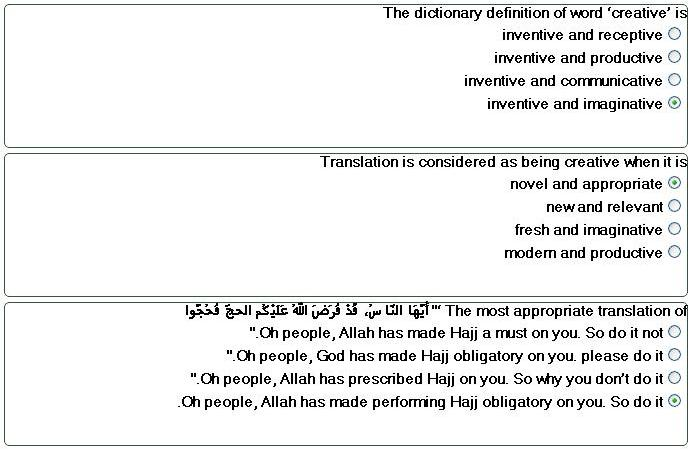 The dictionary definition of word ‘creative’ is
inventive and receptive
inventive and productive
inventive and communicative
inventive and imaginative
Translation is considered as being creative when it is
novel and appropriate
new and relevant
fresh and imaginative
modern and productive
The most appropriate translation of "“أَيُّهَا النَّا سُ، قَدْ فَرَضَ اللَّهُ عَلَيْكُم الحجَّ فَحُجُّوا
".Oh people, Allah has made Hajj a must on you. So do it not
".Oh people, God has made Hajj obligatory on you. please do it
".Oh people, Allah has prescribed Hajj on you. So why you don’t do it
.Oh people, Allah has made performing Hajj obligatory on you. So do it